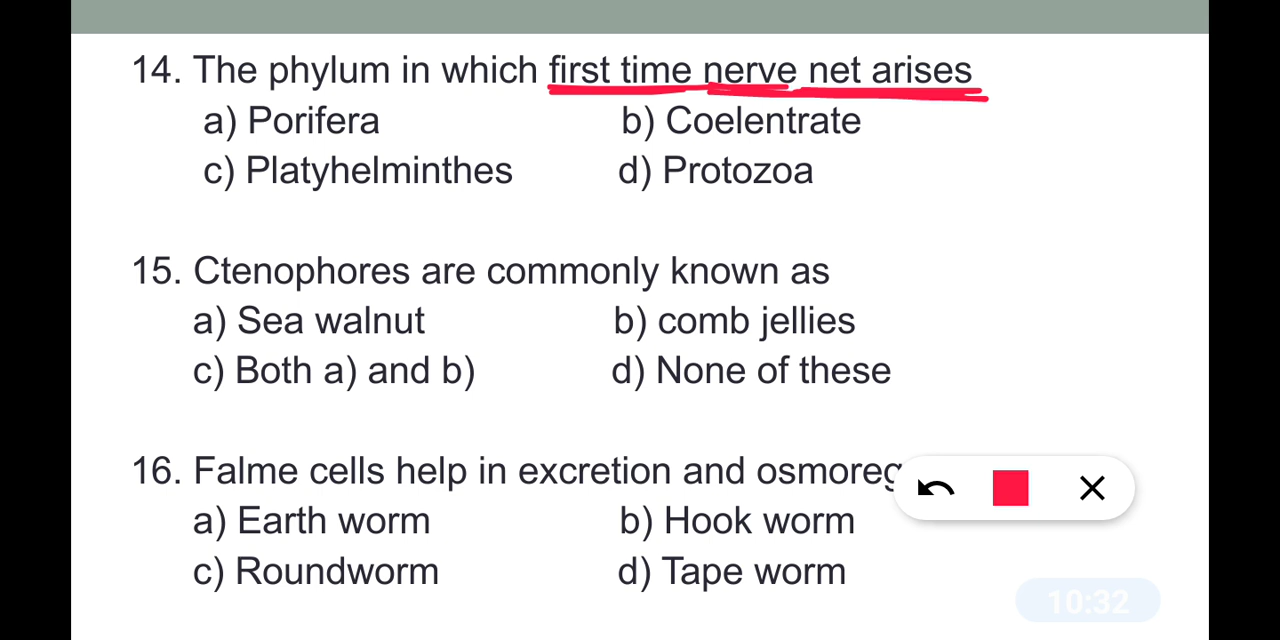 14. The phylum in which first time nerve net arises
a) Porifera b) Coelentrate
c) Platyhelminthes d) Protozoa
15. Ctenophores are commonly known as
a) Sea walnut b) comb jellies
c) Both a) and b) d) None of these
16. Falme cells help in excretion and osmoreg
a) Earth worm b) Hook worm
c) Roundworm d) Tape worm
10:32